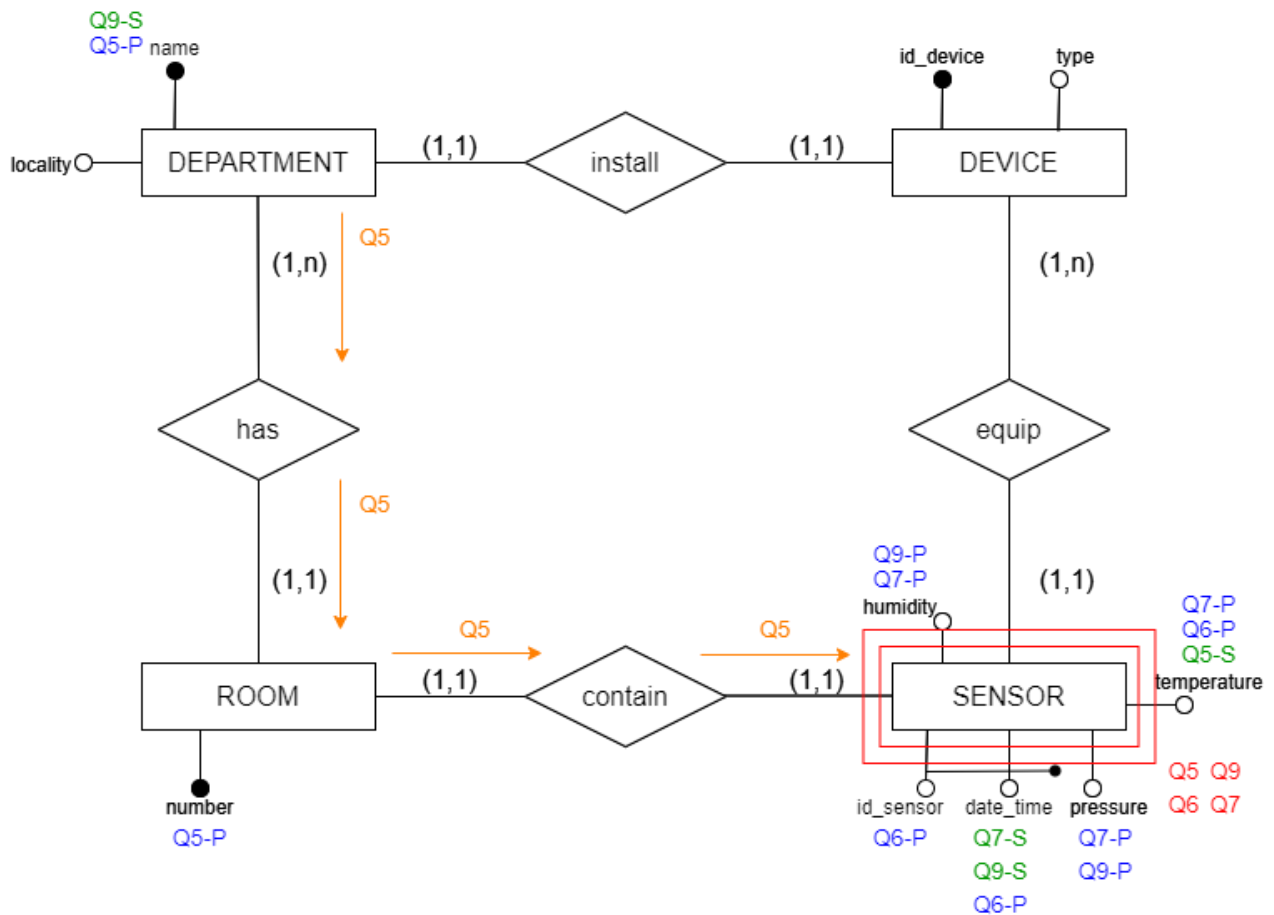 Q9-S
Q5-P name
id_device type
locality DEPARTMENT (1,1) install (1,1) DEVICE
Q5
(1,n) (1,n)
has equip
Q5
(1,1) (1,1)
Q9-P
Q7-P
humidity
Q7-P
Q6-P
Q5-S
temperature
Q5 Q5
ROOM (1,1) contain (1,1) SENSOR
number id_sensor date_time pressure
Q5 Q9
Q6 Q7
Q5-P Q6-P Q7-S Q7-P
Q9-S Q9-P
Q6-P